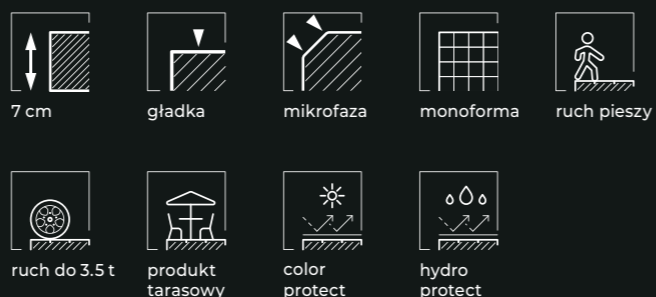 7 cm
gładka
mikrofaza
monoforma
ruch pieszy
ruch do 3.5 t
produkt
tarasowy
color
protect
hydro
protect